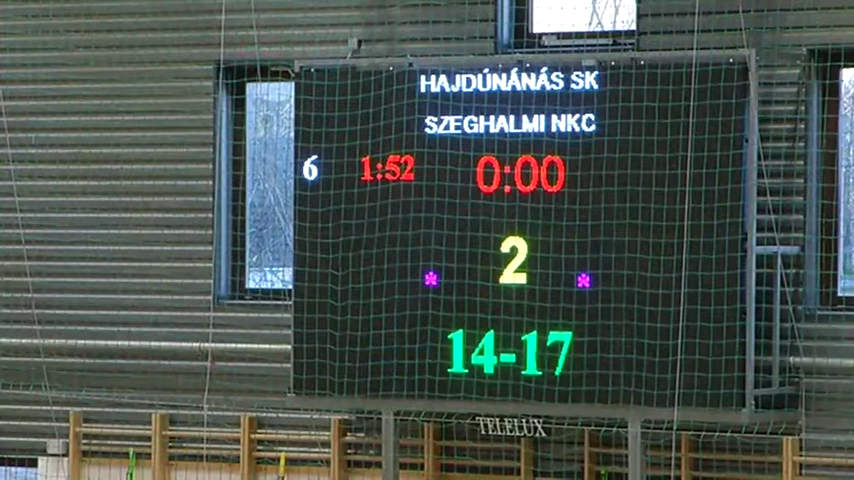 HAJDÚNÁNÁS SK
SZEGHALMI NKC
6 1:52 0:00
2
* *
14-17
TELELUX